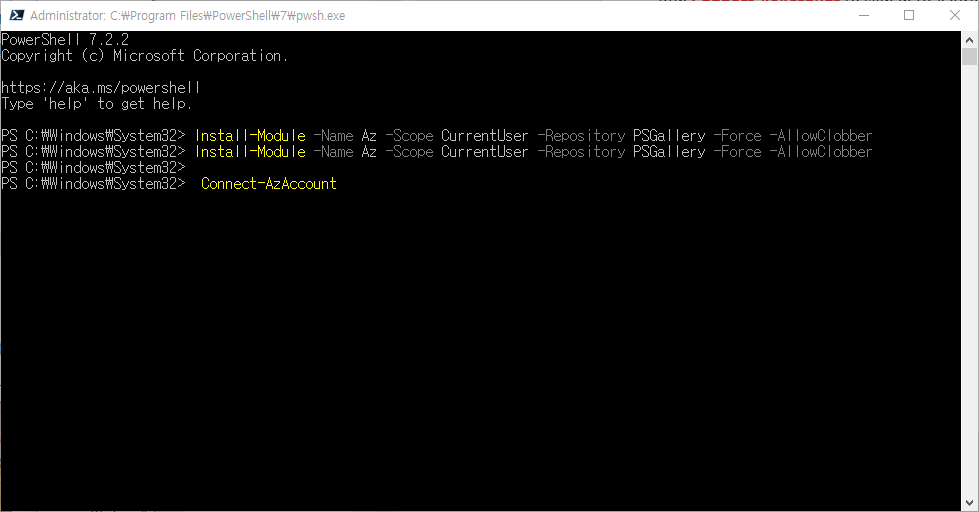 Administrator: C:₩Program Files₩PowerShell₩7₩pwsh.exe
PowerShell 7.2.2
Copyright (c) Microsoft Corporation.
https://aka.ms/powershell
Type 'help' to get help.
PS C:₩Windows₩System32> Install-Module -Name Az -Scope CurrentUser -Repository PSGallery -Force -AllowClobber
PS C:₩Windows₩System32> Install-Module -Name Az -Scope CurrentUser -Repository PSGallery -Force -AllowClobber
PS C:₩Windows₩System32>
PS C:₩Windows₩System32>  Connect-AzAccount